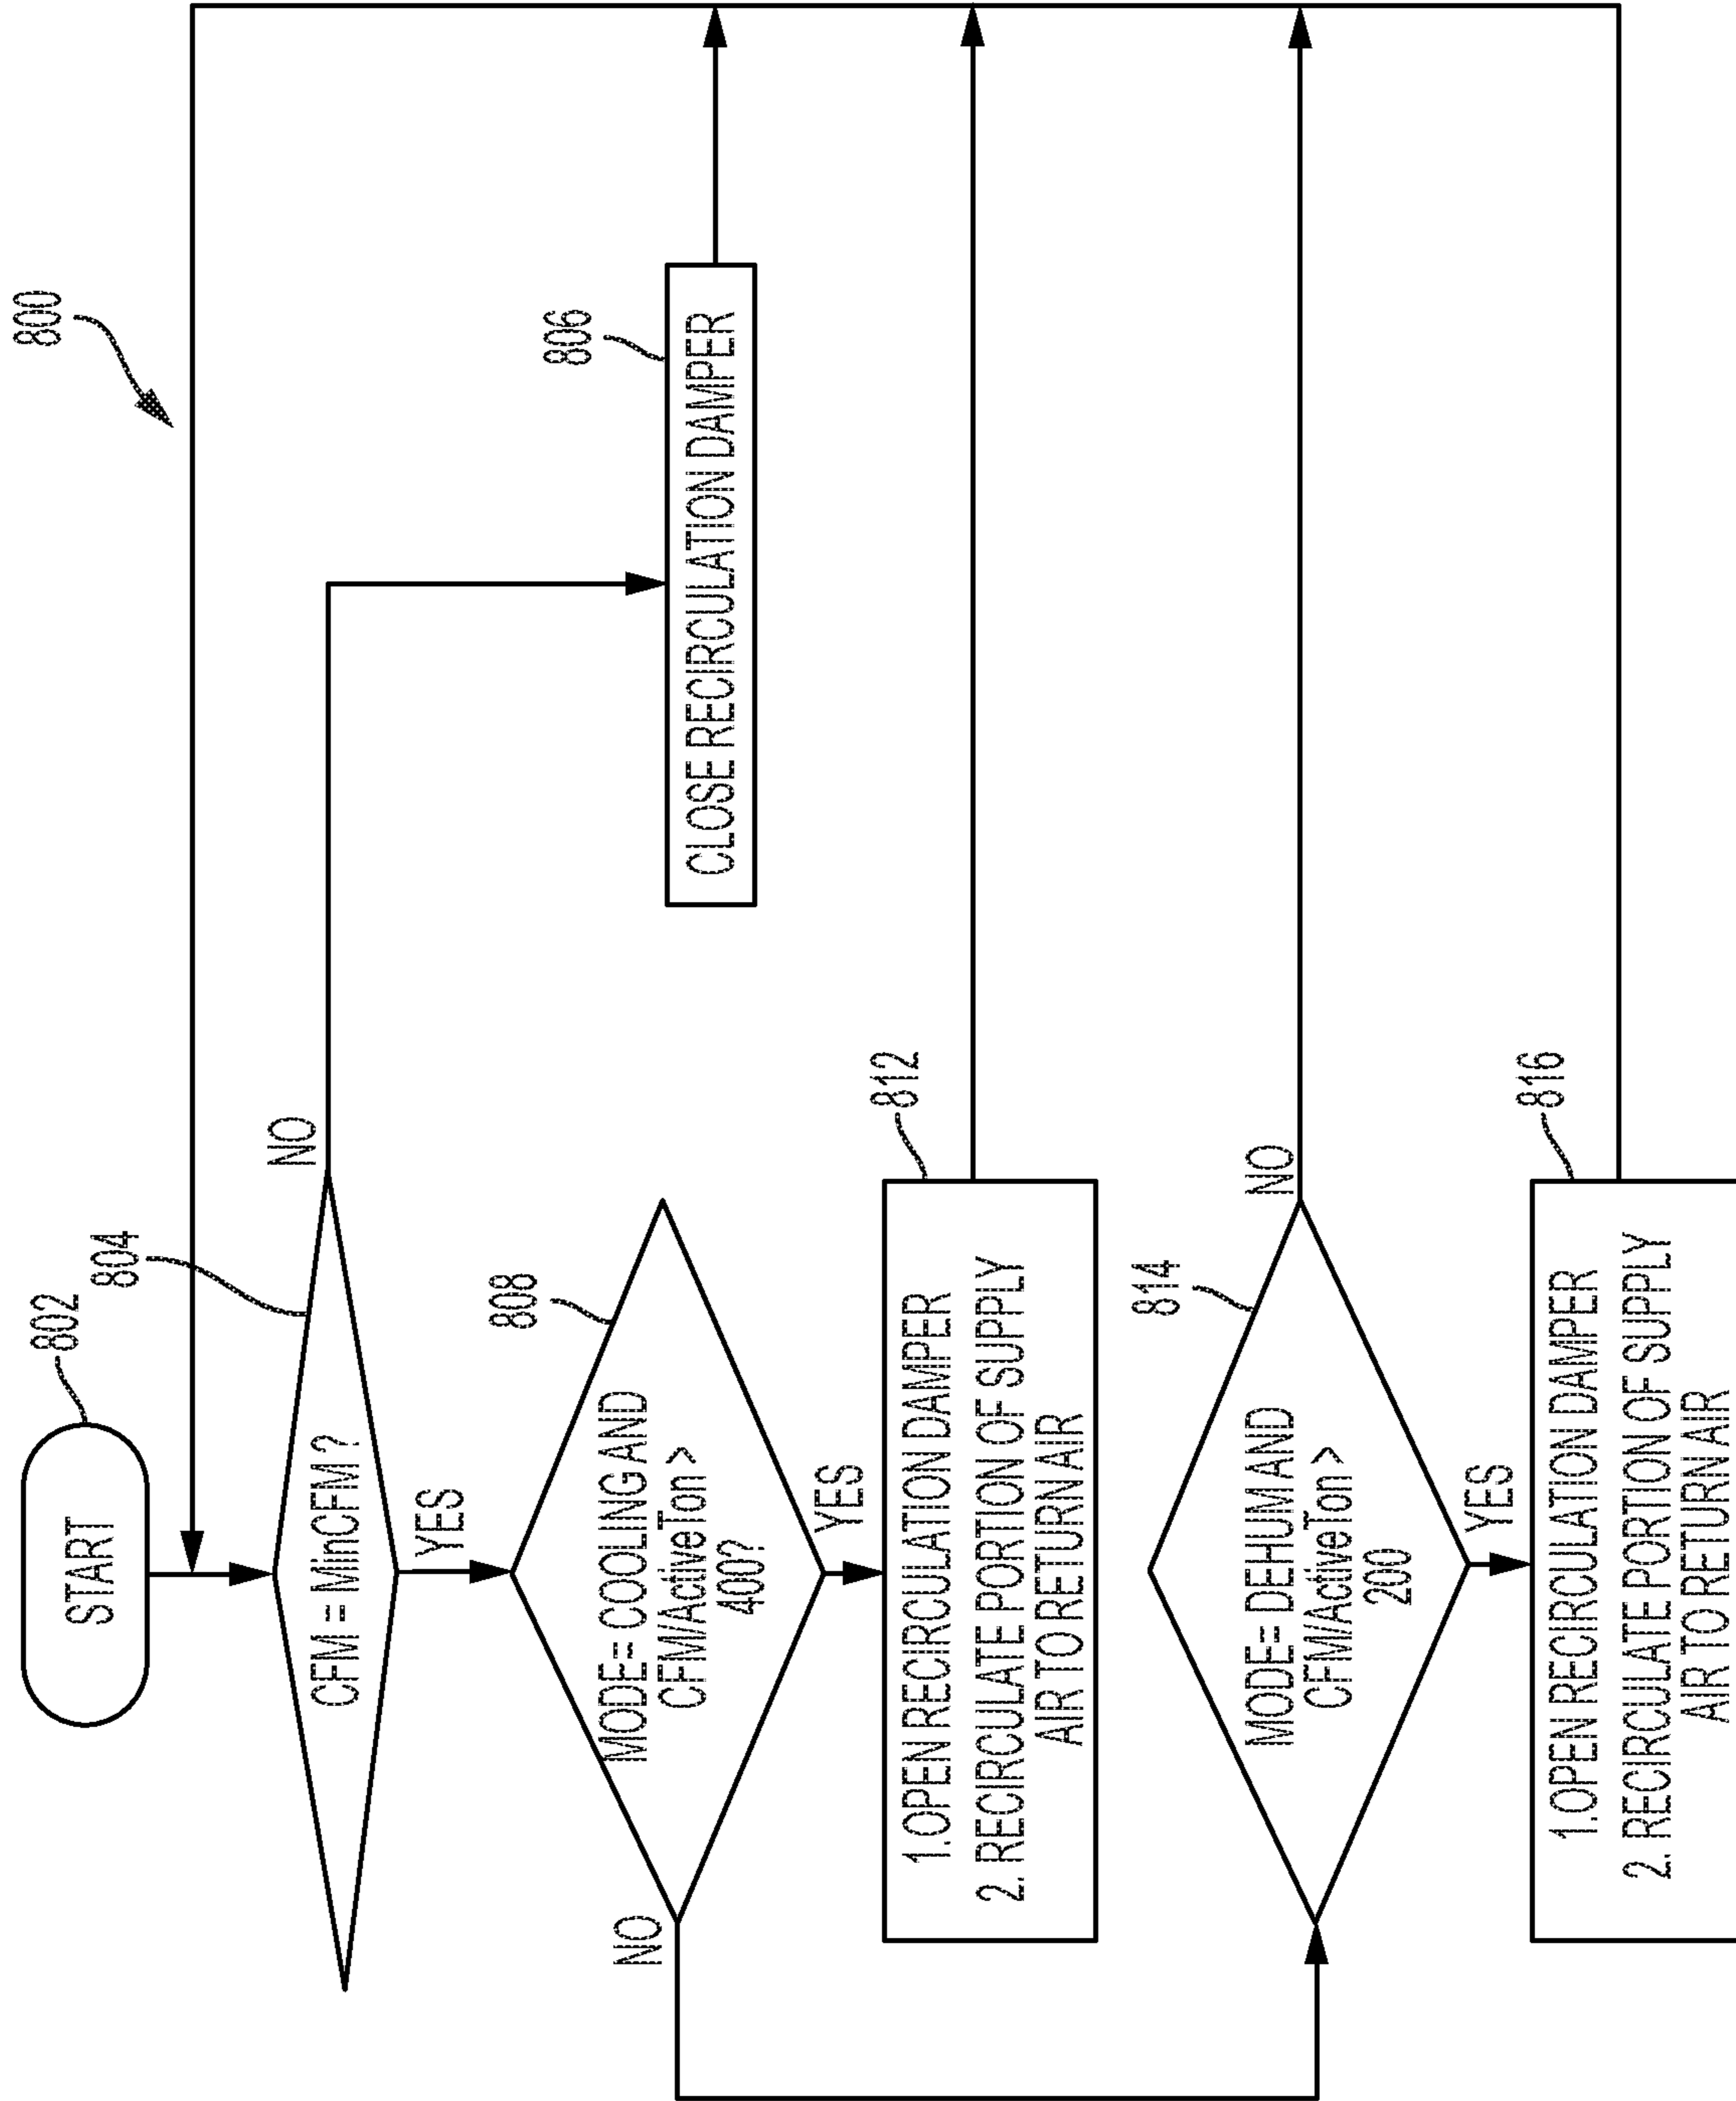 800
802
START
804
CFM = MinCFM ?
NO
YES
806
CLOSE RECIRCULATION DAMPER
808
MODE= COOLING AND
CFM/ActiveTon >
400?
NO
YES
812
1.OPEN RECIRCULATION DAMPER
2. RECIRCULATE PORTION OF SUPPLY
AIR TO RETURN AIR
814
MODE= DEHUM AND
CFM/ActiveTon >
200
NO
YES
816
1.OPEN RECIRCULATION DAMPER
2. RECIRCULATE PORTION OF SUPPLY
AIR TO RETURN AIR